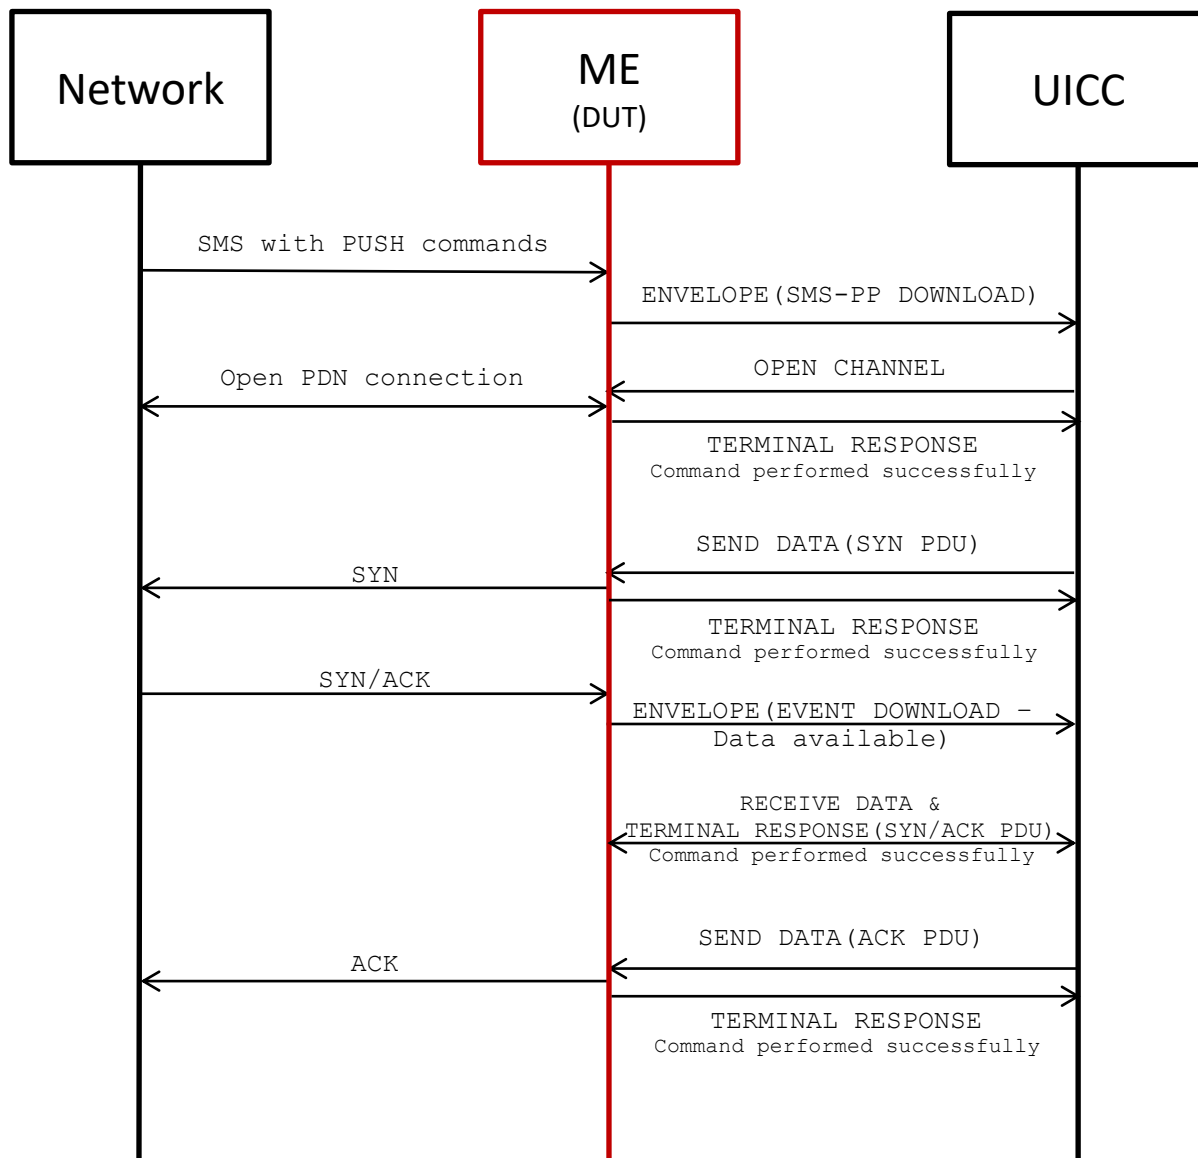 Network
ME
(DUT)
UICC
SMS with PUSH commands
ENVELOPE(SMS-PP DOWNLOAD)
OPEN CHANNEL
Open PDN connection
TERMINAL RESPONSE
Command performed successfully
SEND DATA(SYN PDU)
SYN
TERMINAL RESPONSE
Command performed successfully
SYN/ACK
ENVELOPE(EVENT DOWNLOAD –
Data available)
RECEIVE DATA &
TERMINAL RESPONSE(SYN/ACK PDU)
Command performed successfully
SEND DATA(ACK PDU)
ACK
TERMINAL RESPONSE
Command performed successfully